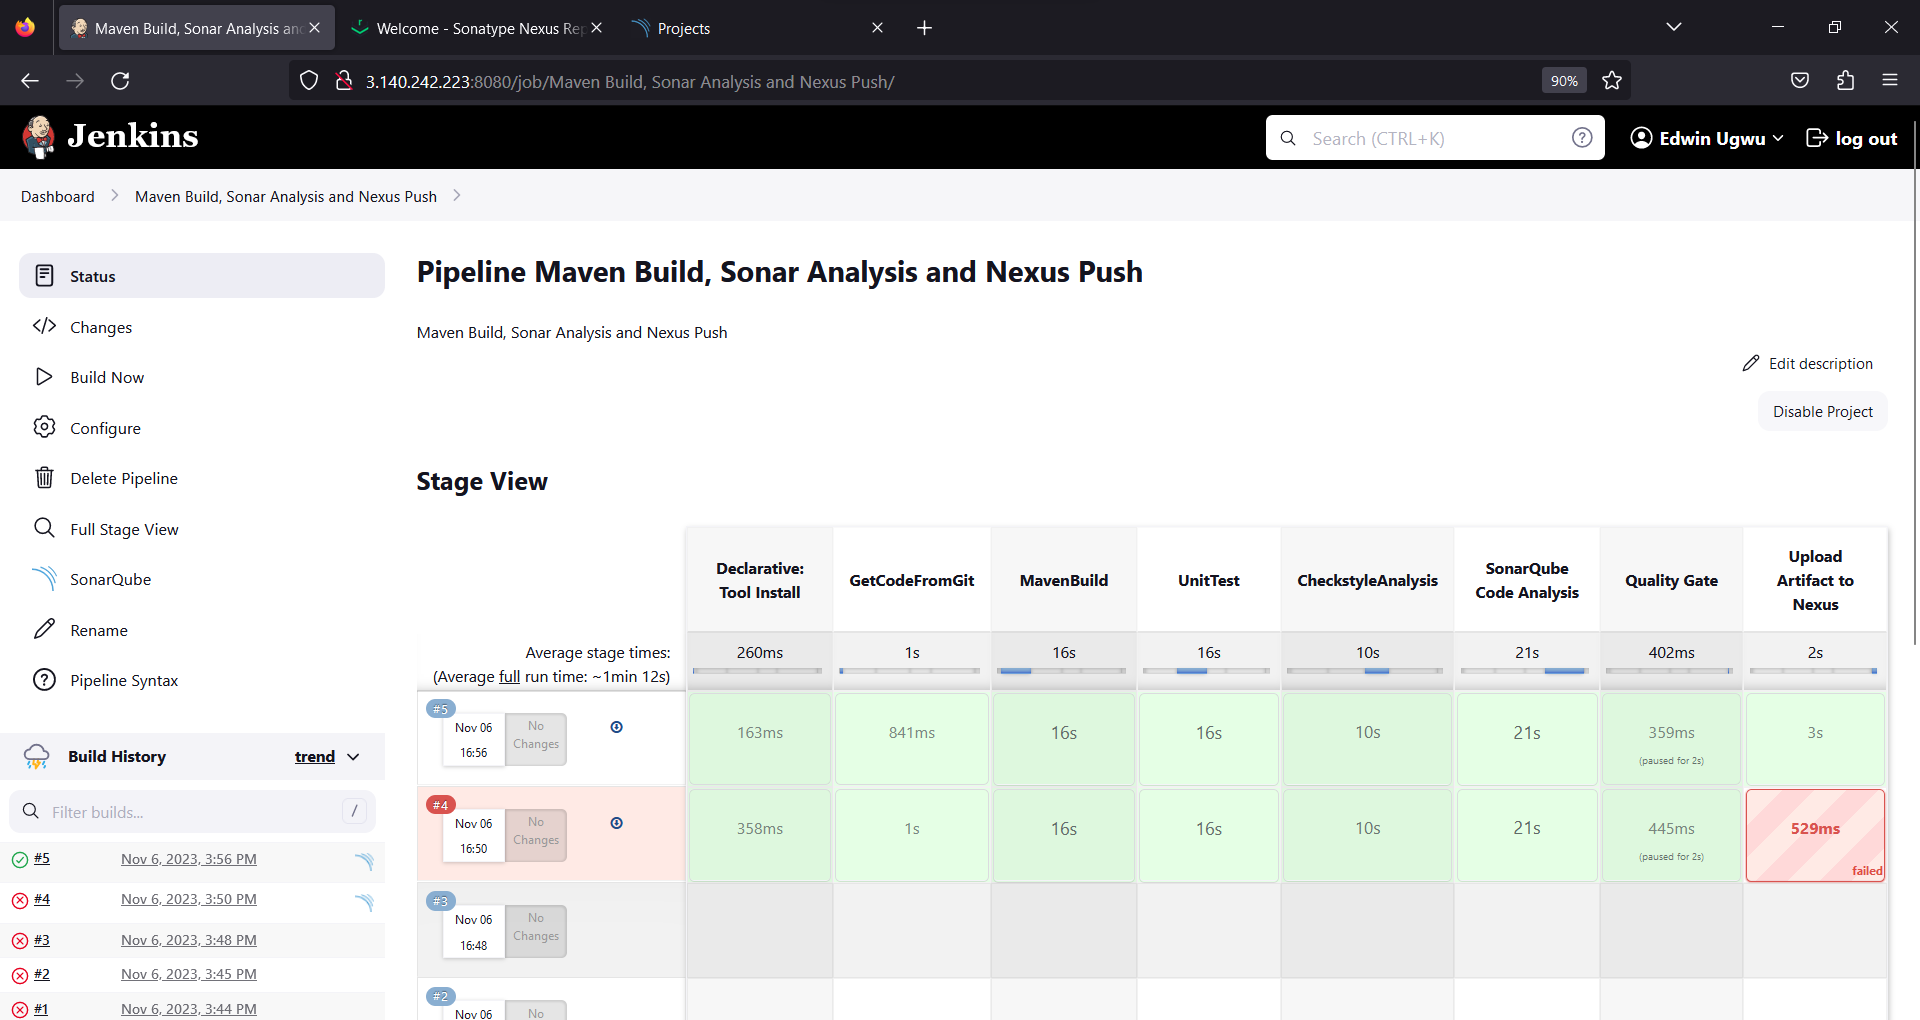 Maven Build, Sonar Analysis an
Welcome - Sonatype Nexus Rep
Projects
3.140.242.223:8080/job/Maven Build, Sonar Analysis and Nexus Push/
90%
Jenkins
Search (CTRL+K)
?
Edwin Ugwu
log out
Dashboard
Maven Build, Sonar Analysis and Nexus Push
Status
Changes
Build Now
Configure
Delete Pipeline
Full Stage View
SonarQube
Rename
Pipeline Syntax
Build History
trend
Filter builds...
/
#5
Nov 6, 2023, 3:56 PM
#4
Nov 6, 2023, 3:50 PM
#3
Nov 6, 2023, 3:48 PM
#2
Nov 6, 2023, 3:45 PM
#1
Nov 6, 2023, 3:44 PM
Pipeline Maven Build, Sonar Analysis and Nexus Push
Maven Build, Sonar Analysis and Nexus Push
Edit description
Disable Project
Stage View
Declarative:
Tool Install
GetCodeFromGit
MavenBuild
UnitTest
CheckstyleAnalysis
SonarQube
Code Analysis
Quality Gate
Upload
Artifact to
Nexus
Average stage times:
(Average full run time: ~1min 12s)
260ms
1s
16s
16s
10s
21s
402ms
2s
#5
Nov 06
16:56
No
Changes
163ms
841ms
16s
16s
10s
21s
359ms
(paused for 2s)
3s
#4
Nov 06
16:50
No
Changes
358ms
1s
16s
16s
10s
21s
445ms
(paused for 2s)
529ms
failed
#3
Nov 06
16:48
No
Changes
#2
Nov 06
No